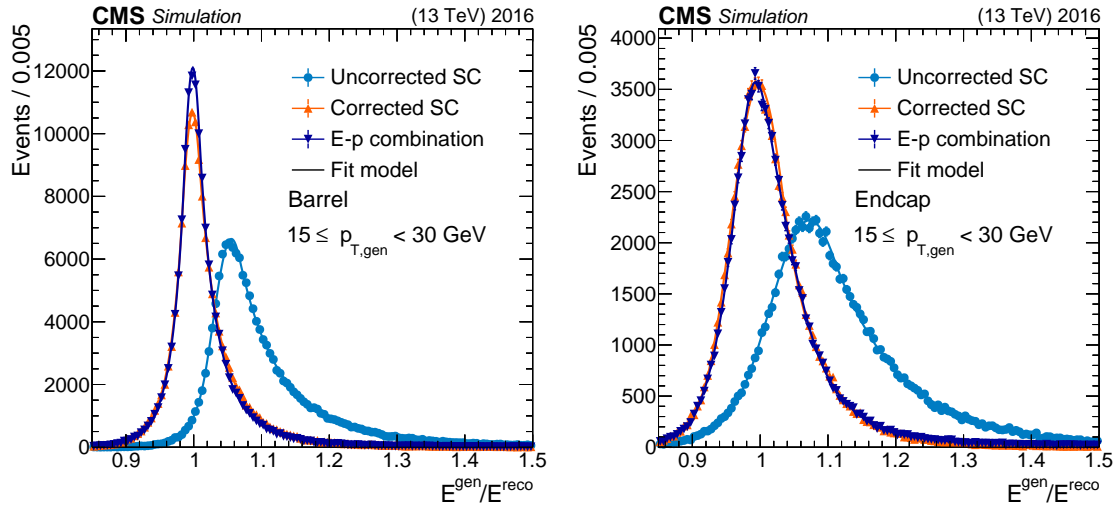 CMS Simulation (13 TeV) 2016
Events / 0.005
12000
10000
8000
6000
4000
2000
0
Uncorrected SC
Corrected SC
E-p combination
Fit model
Barrel
15 ≤ p_T,gen < 30 GeV
0.9 1 1.1 1.2 1.3 1.4 1.5
E^gen/E^reco
CMS Simulation (13 TeV) 2016
Events / 0.005
4000
3500
3000
2500
2000
1500
1000
500
0
Uncorrected SC
Corrected SC
E-p combination
Fit model
Endcap
15 ≤ p_T,gen < 30 GeV
0.9 1 1.1 1.2 1.3 1.4 1.5
E^gen/E^reco